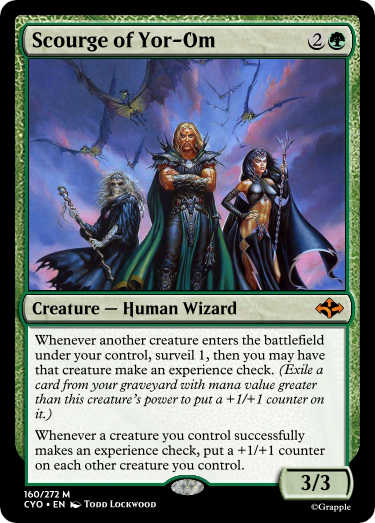 Scourge of Yor-Om 2
Creature — Human Wizard
Whenever another creature enters the battlefield
under your control, surveil 1, then you may have
that creature make an experience check. (Exile a
card from your graveyard with mana value greater
than this creature's power to put a +1/+1 counter on
it.)
Whenever a creature you control successfully
makes an experience check, put a +1/+1 counter
on each other creature you control.
3/3
160/272 M
CYO • EN Todd Lockwood
©Grapple